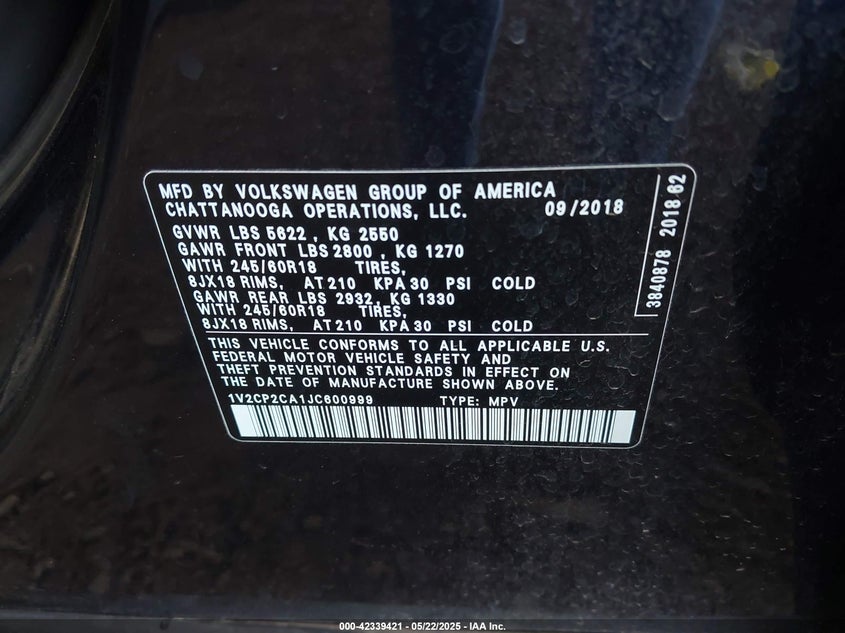 MFD BY VOLKSWAGEN GROUP OF AMERICA
CHATTANOOGA OPERATIONS, LLC. 09/2018
GVWR LBS 5622 , KG 2550
GAWR FRONT LBS 2800 , KG 1270
WITH 245/60R18 TIRES,
8JX18 RIMS, AT 210 KPA 30 PSI COLD
GAWR REAR LBS 2932, KG 1330
WITH 245/60R18 TIRES,
8JX18 RIMS, AT 210 KPA 30 PSI COLD
THIS VEHICLE CONFORMS TO ALL APPLICABLE U.S.
FEDERAL MOTOR VEHICLE SAFETY AND
THEFT PREVENTION STANDARDS IN EFFECT ON
THE DATE OF MANUFACTURE SHOWN ABOVE.
1V2CP2CA1JC600999 TYPE: MPV
3840878 2018 62
000-42339421 - 05/22/2025 - IAA Inc.